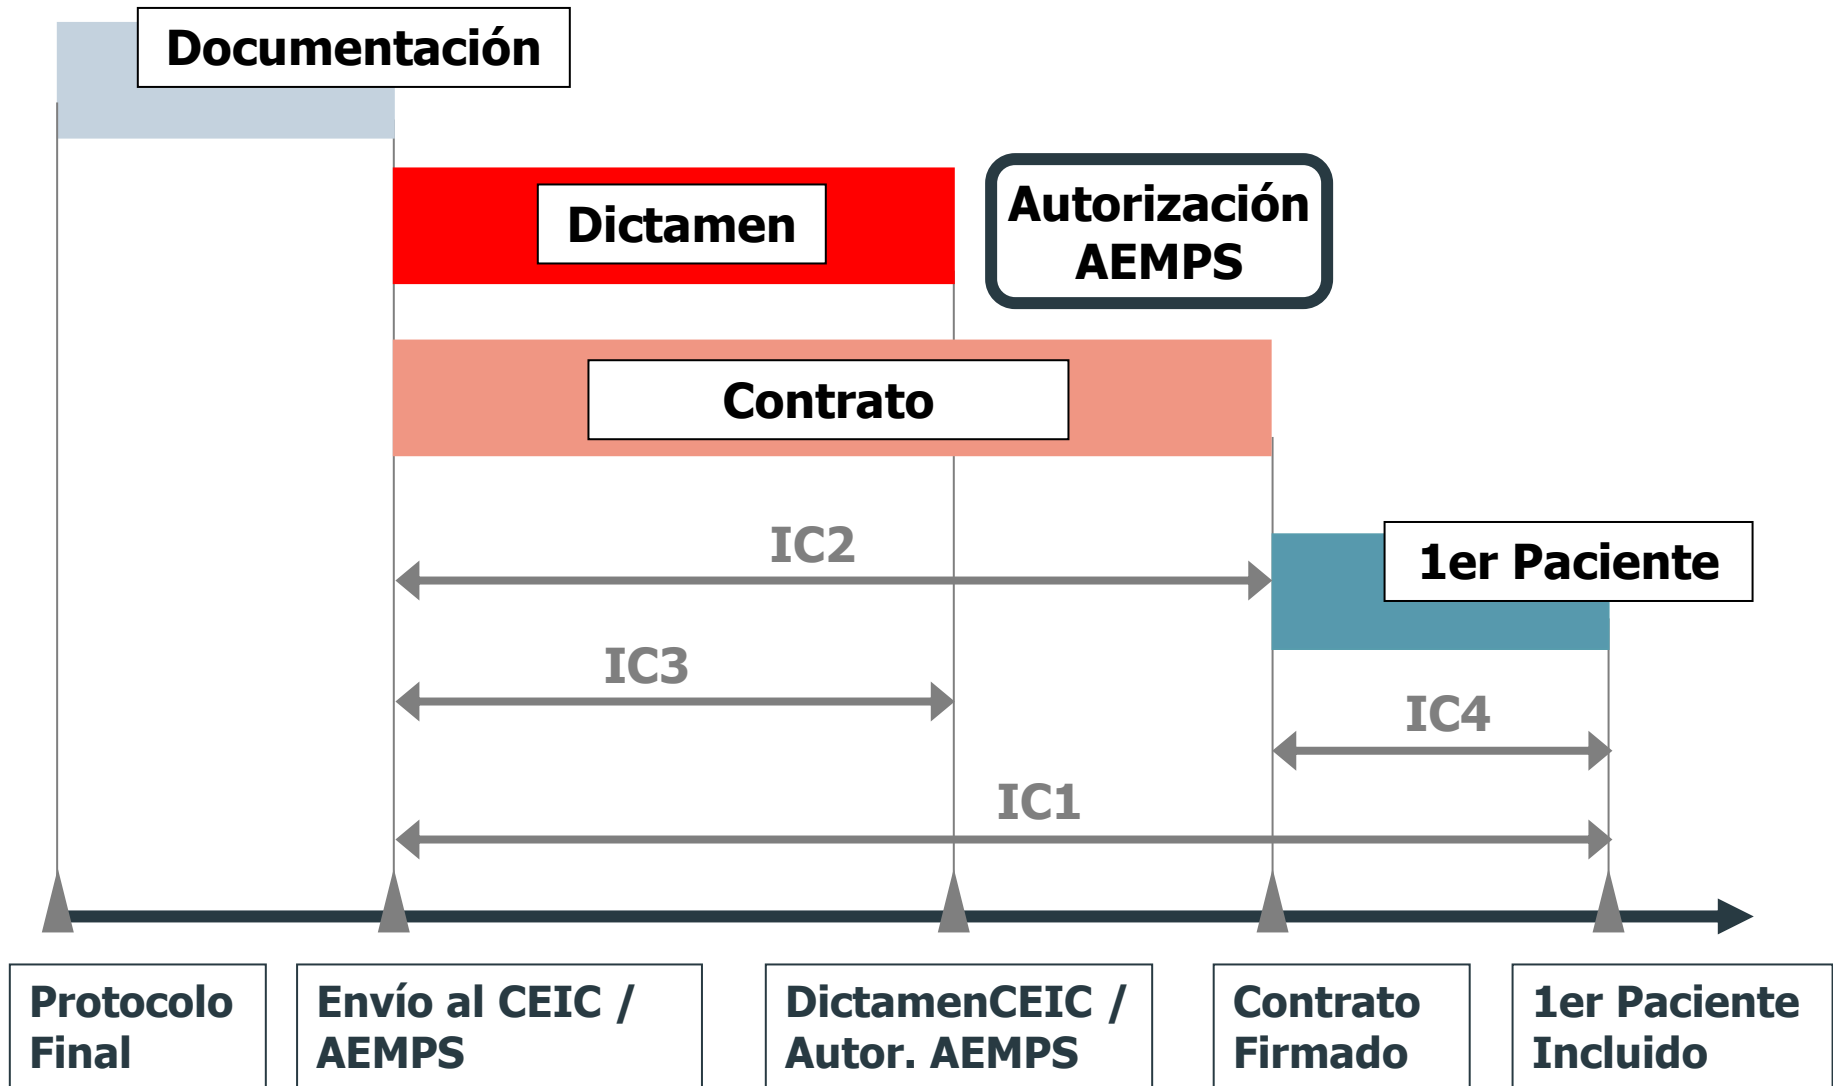 Documentación
Dictamen
Autorización
AEMPS
Contrato
IC2
1er Paciente
IC3
IC4
IC1
Protocolo
Final
Envío al CEIC /
AEMPS
DictamenCEIC /
Autor. AEMPS
Contrato
Firmado
1er Paciente
Incluido